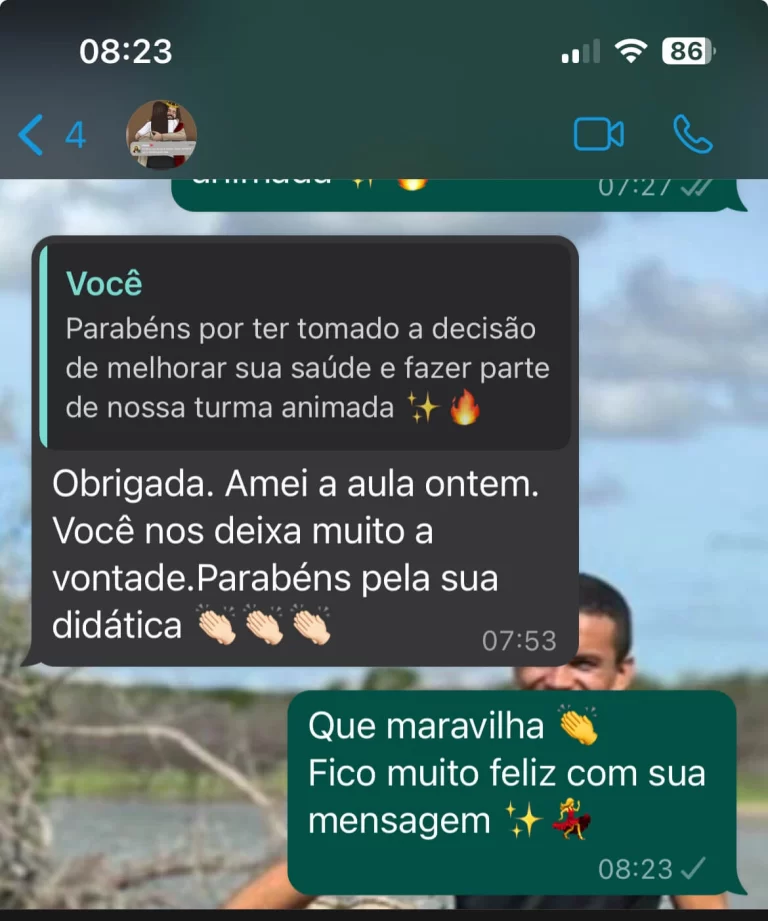 08:23
86
4
animada ✨🔥
07:27
Você
Parabéns por ter tomado a decisão
de melhorar sua saúde e fazer parte
de nossa turma animada ✨🔥
Obrigada. Amei a aula ontem.
Você nos deixa muito a
vontade.Parabéns pela sua
didática 👏🏻👏🏻👏🏻
07:53
Que maravilha 👏
Fico muito feliz com sua
mensagem ✨💃
08:23